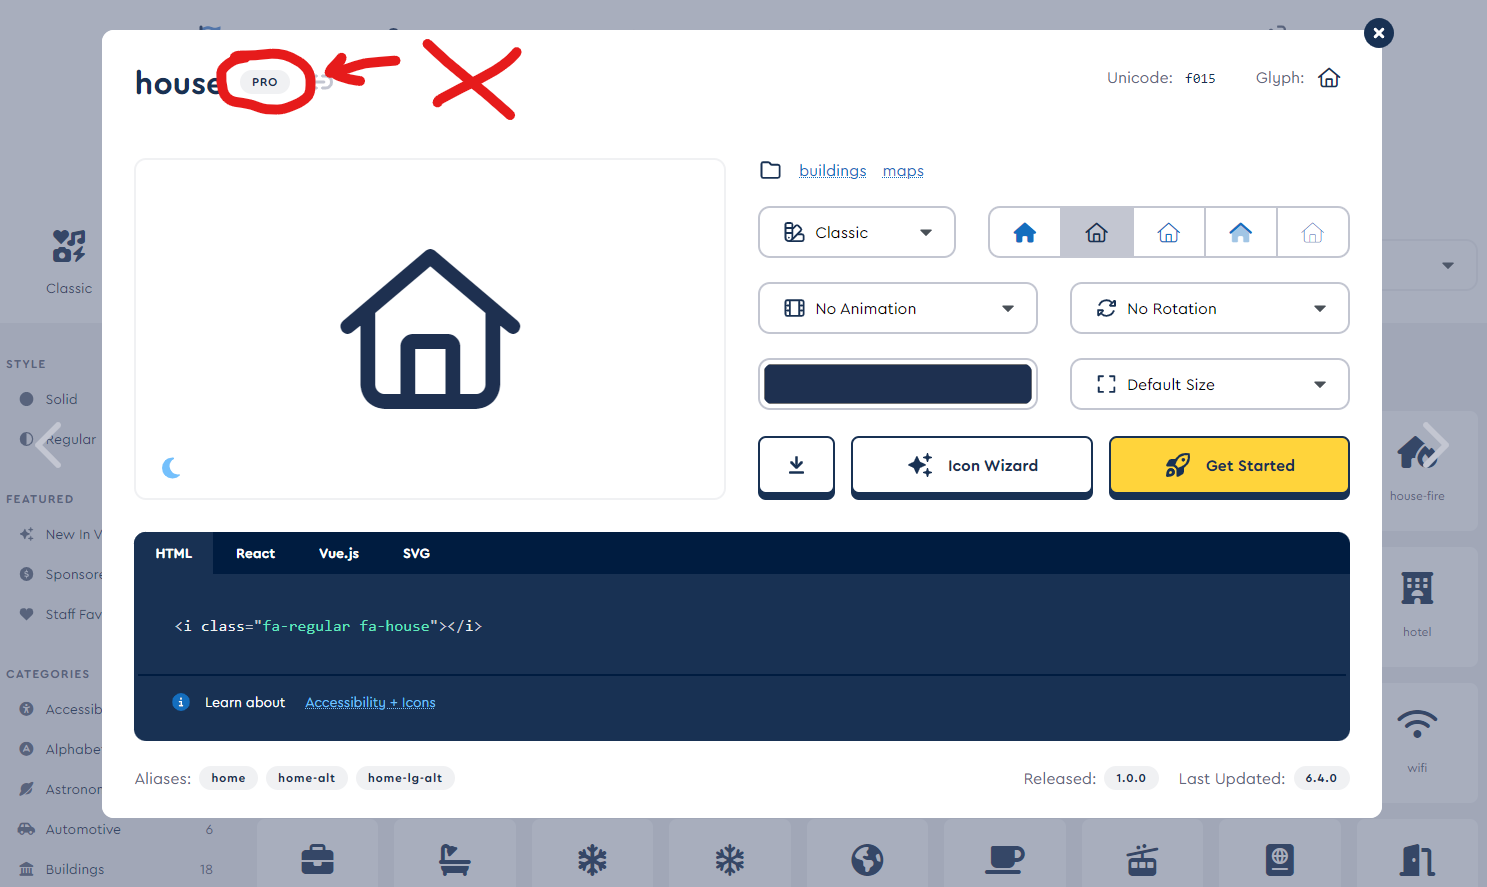 house PRO
Unicode: f015 Glyph:
buildings maps
Classic
Classic
No Animation No Rotation
STYLE
Default Size
Solid
Regular
Icon Wizard Get Started
house-fire
FEATURED
New In V
HTML React Vue.js SVG
Sponsore
Staff Fav
<i class="fa-regular fa-house"></i>
hotel
CATEGORIES
Learn about Accessibility + Icons
Accessib
Alphabe
wifi
Aliases: home home-alt home-lg-alt
Released: 1.0.0 Last Updated: 6.4.0
Astronom
Automotive 6
Buildings 18